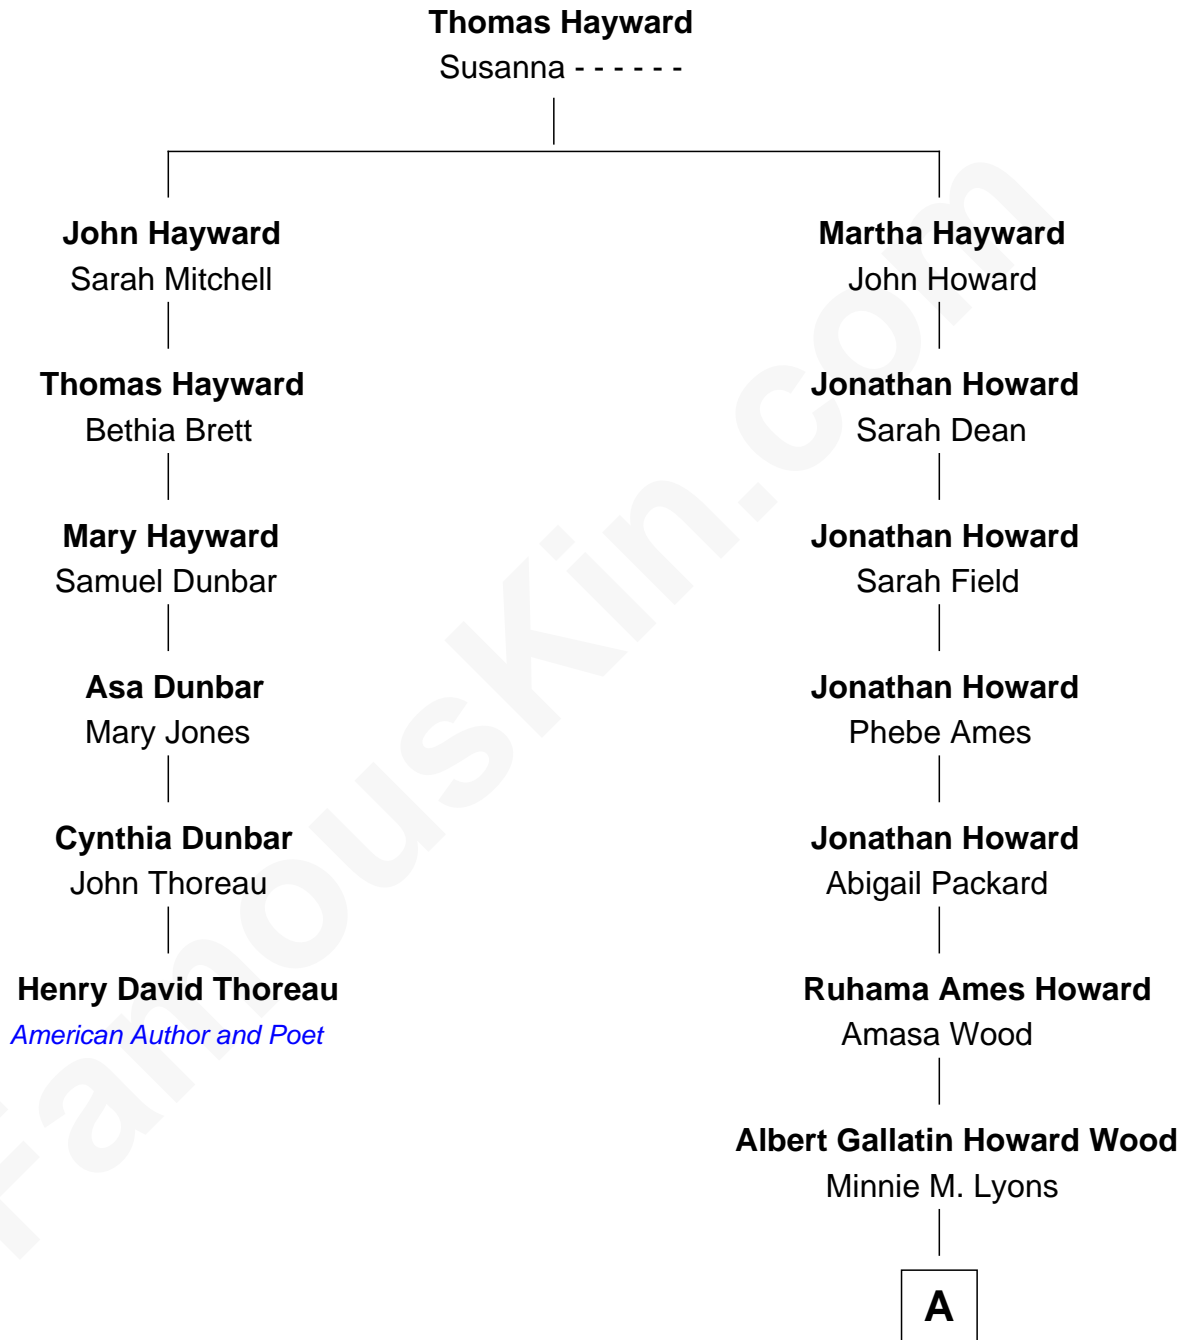 Thomas Hayward
Susanna - - - - - -
John Hayward
Sarah Mitchell
Thomas Hayward
Bethia Brett
Mary Hayward
Samuel Dunbar
Asa Dunbar
Mary Jones
Cynthia Dunbar
John Thoreau
Henry David Thoreau
American Author and Poet
Martha Hayward
John Howard
Jonathan Howard
Sarah Dean
Jonathan Howard
Sarah Field
Jonathan Howard
Phebe Ames
Jonathan Howard
Abigail Packard
Ruhama Ames Howard
Amasa Wood
Albert Gallatin Howard Wood
Minnie M. Lyons
A
FamousKin.com